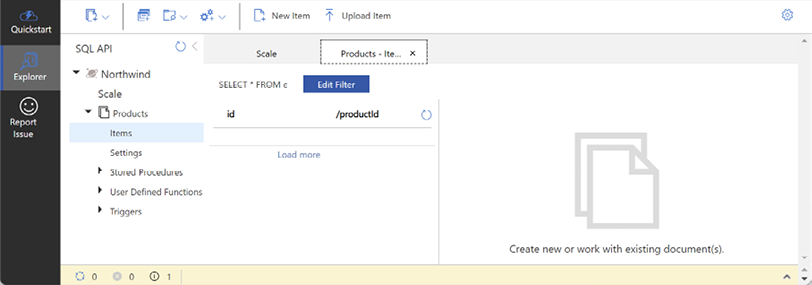 Quickstart
Explorer
Report
Issue
New Item
Upload Item
SQL API
Northwind
Scale
Products
Items
Settings
Stored Procedures
User Defined Functions
Triggers
Scale
Products - Ite...
SELECT * FROM c
Edit Filter
id /productId
Load more
Create new or work with existing document(s).
0 0 1